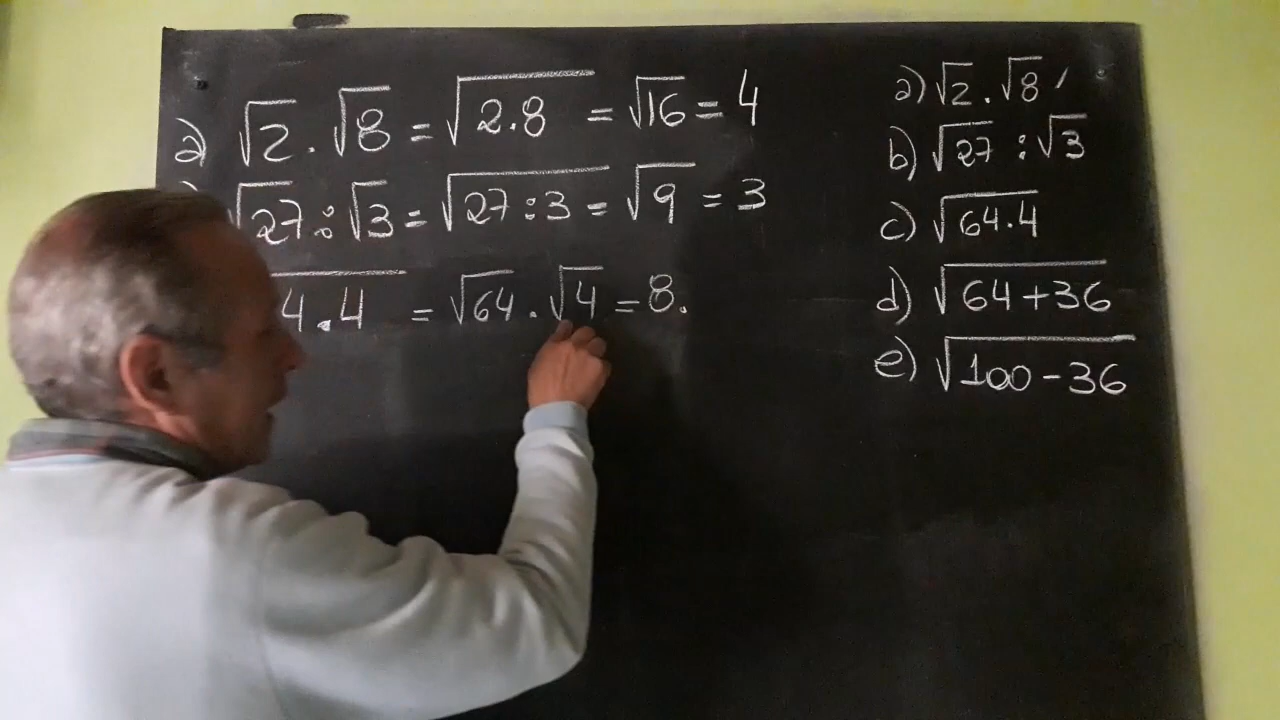 a) √2 . √8 = √2.8 = √16 = 4
√27 : √3 = √27:3 = √9 = 3
4.4 = √64 . √4 = 8.
a) √2 . √8
b) √27 : √3
c) √64.4
d) √64+36
e) √100-36